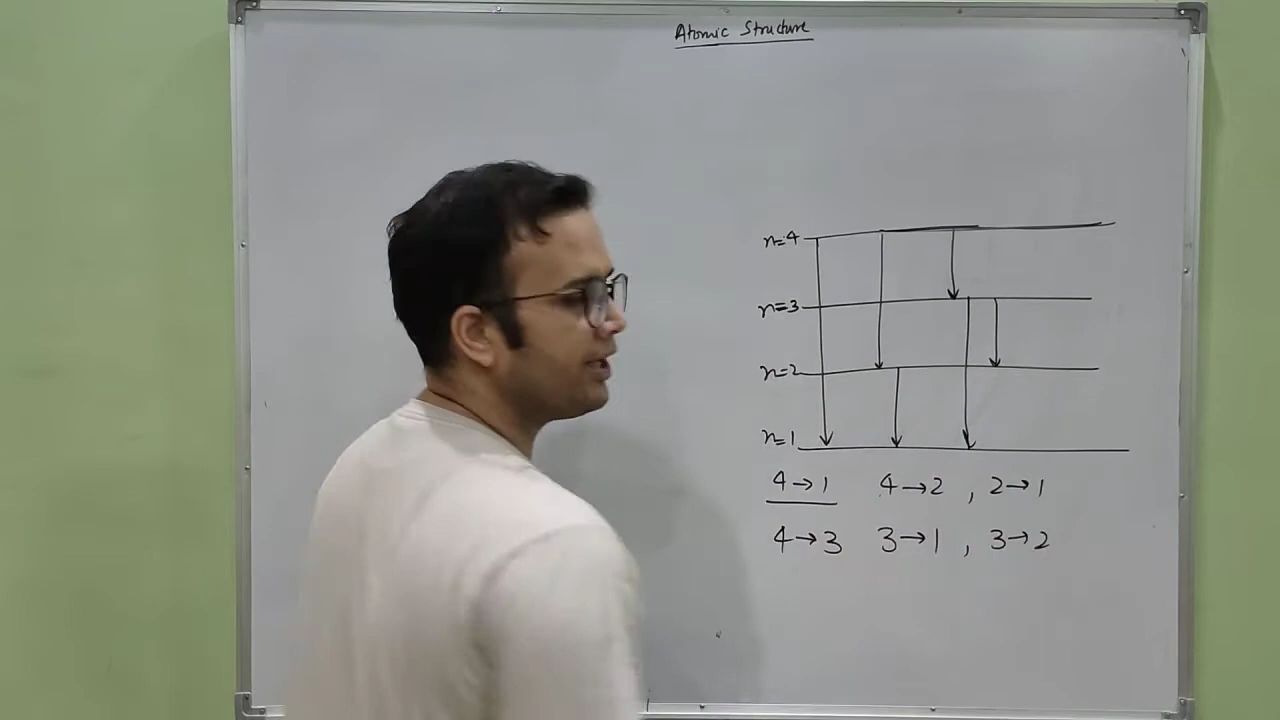 Atomic Structure
n=4
n=3
n=2
n=1
4→1 4→2 , 2→1
4→3 3→1 , 3→2